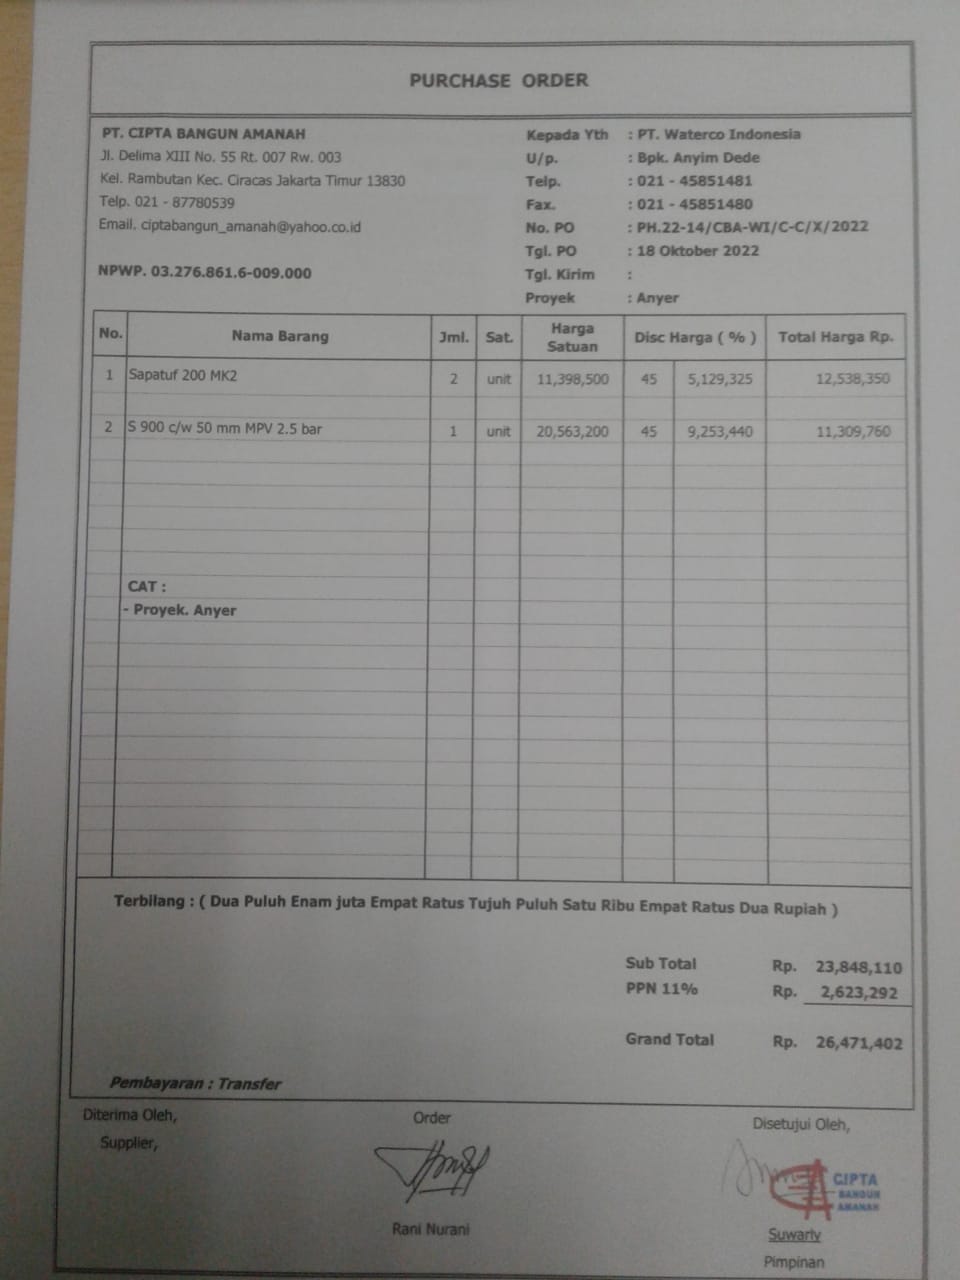 PURCHASE ORDER
PT. CIPTA BANGUN AMANAH
Jl. Delima XIII No. 55 Rt. 007 Rw. 003
Kel. Rambutan Kec. Ciracas Jakarta Timur 13830
Telp. 021 - 87780539
Email. ciptabangun_amanah@yahoo.co.id
NPWP. 03.276.861.6-009.000
Kepada Yth : PT. Waterco Indonesia
U/p. : Bpk. Anyim Dede
Telp. : 021 - 45851481
Fax. : 021 - 45851480
No. PO : PH.22-14/CBA-WI/C-C/X/2022
Tgl. PO : 18 Oktober 2022
Tgl. Kirim :
Proyek : Anyer
No. Nama Barang Jml. Sat. Harga Satuan Disc Harga ( % ) Total Harga Rp.
1 Sapatuf 200 MK2 2 unit 11,398,500 45 5,129,325 12,538,350
2 S 900 c/w 50 mm MPV 2.5 bar 1 unit 20,563,200 45 9,253,440 11,309,760
CAT :
- Proyek. Anyer
Terbilang : ( Dua Puluh Enam juta Empat Ratus Tujuh Puluh Satu Ribu Empat Ratus Dua Rupiah )
Sub Total Rp. 23,848,110
PPN 11% Rp. 2,623,292
Grand Total Rp. 26,471,402
Pembayaran : Transfer
Diterima Oleh,
Supplier,
Order
Rani Nurani
Disetujui Oleh,
CIPTA
BANGUN
AMANAH
Suwarty
Pimpinan